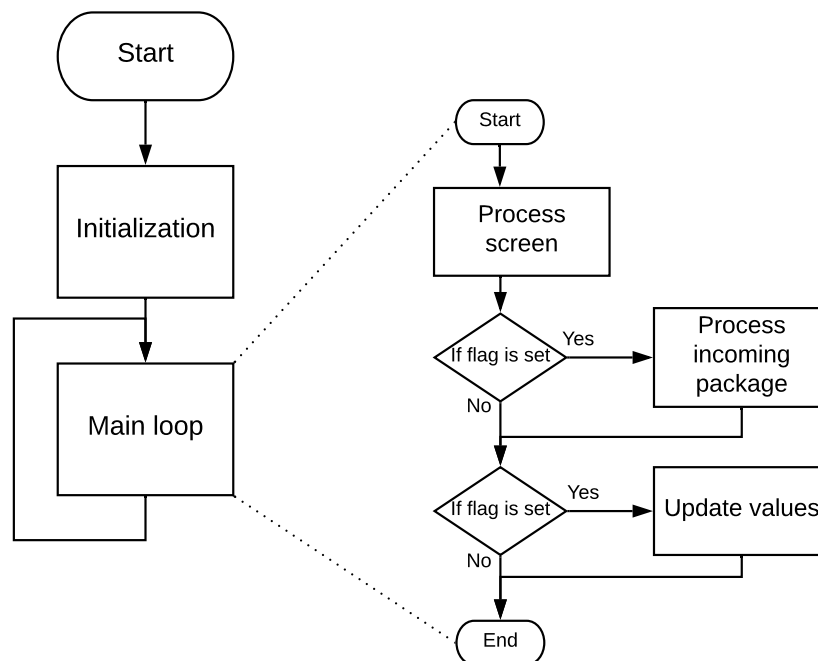 Start
Initialization
Main loop
Start
Process
screen
If flag is set
Yes
Process
incoming
package
No
If flag is set
Yes
Update values
No
End